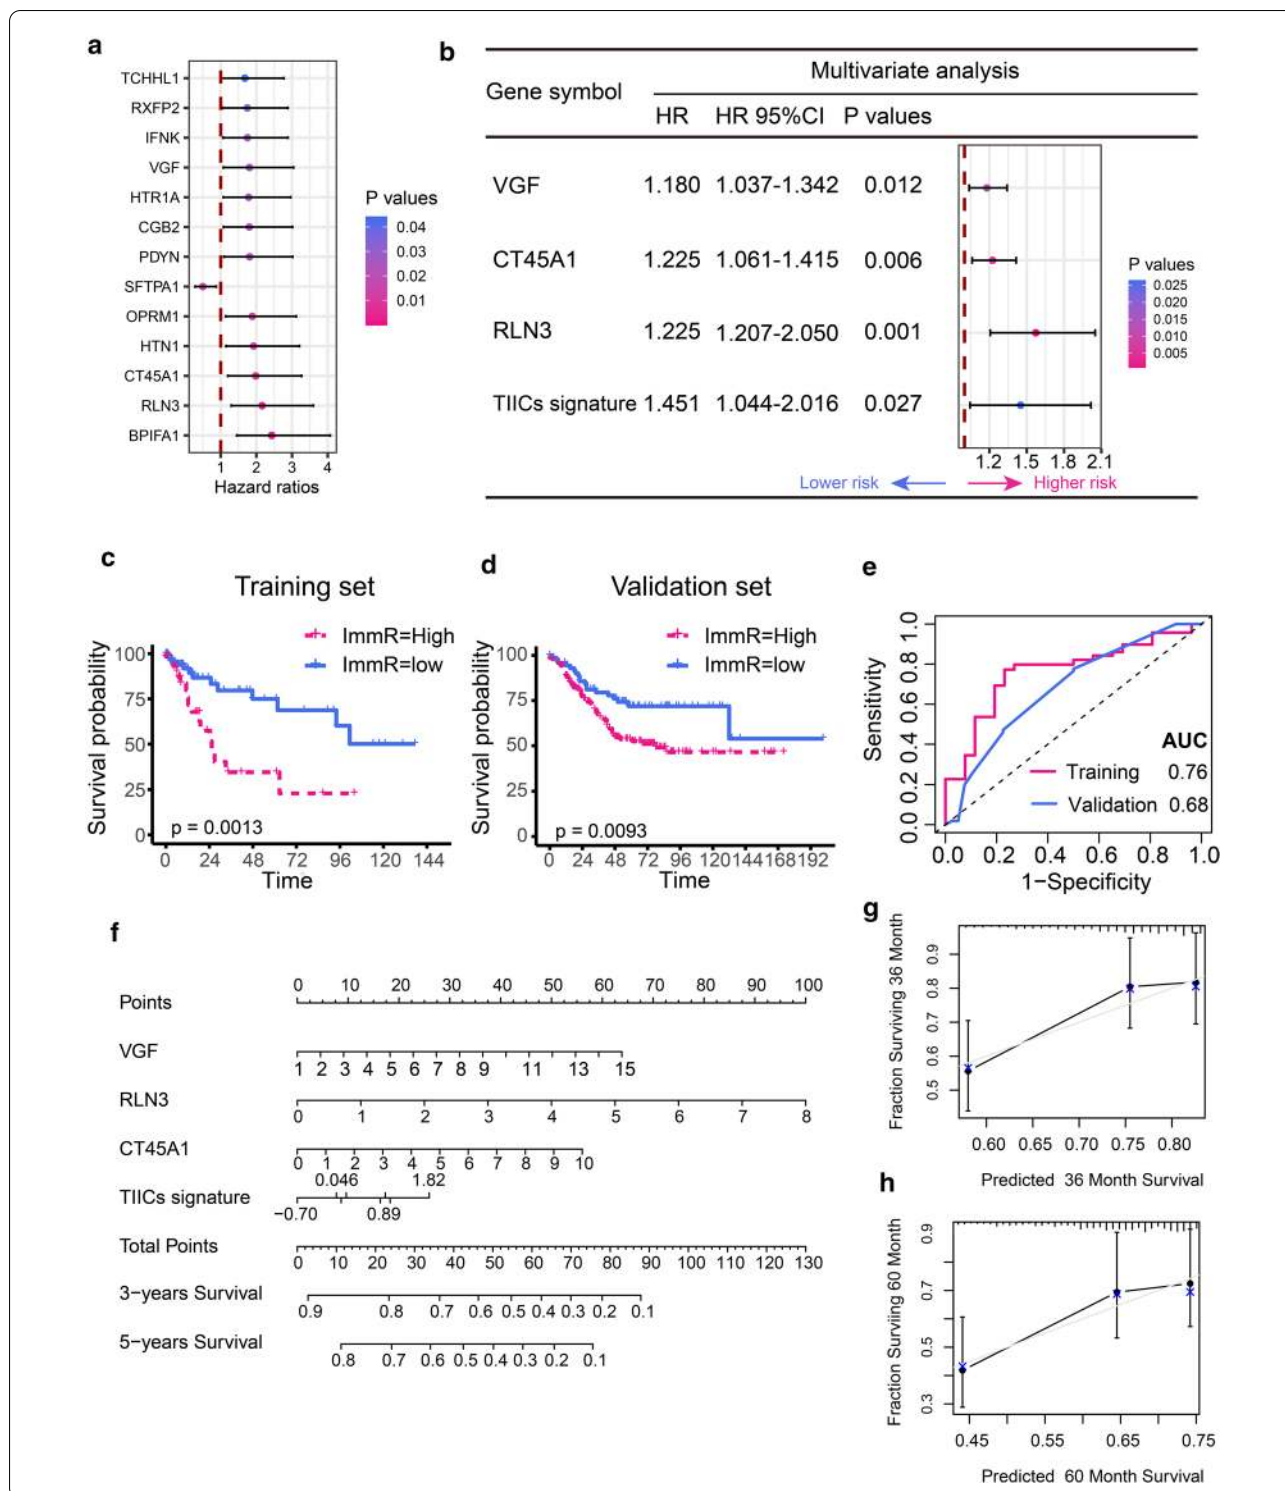 a
TCHHL1
RXFP2
IFNK
VGF
HTR1A
CGB2
PDYN
SFTPA1
OPRM1
HTN1
CT45A1
RLN3
BPIFA1
1 2 3 4
Hazard ratios
P values
0.04
0.03
0.02
0.01
b
Gene symbol
Multivariate analysis
HR HR 95%CI P values
VGF 1.180 1.037-1.342 0.012
CT45A1 1.225 1.061-1.415 0.006
RLN3 1.225 1.207-2.050 0.001
TIICs signature 1.451 1.044-2.016 0.027
1.2 1.5 1.8 2.1
Lower risk Higher risk
P values
0.025
0.020
0.015
0.010
0.005
c
Training set
ImmR=High
ImmR=low
Survival probability
100
75
50
25
0
p = 0.0013
0 24 48 72 96 120 144
Time
d
Validation set
ImmR=High
ImmR=low
Survival probability
100
75
50
25
0
p = 0.0093
0 24 48 72 96 120 144 168 192
Time
e
Sensitivity
0.0 0.2 0.4 0.6 0.8 1.0
AUC
Training 0.76
Validation 0.68
0.0 0.2 0.4 0.6 0.8 1.0
1−Specificity
f
Points
0 10 20 30 40 50 60 70 80 90 100
VGF
1 2 3 4 5 6 7 8 9 11 13 15
RLN3
0 1 2 3 4 5 6 7 8
CT45A1
0 1 2 3 4 5 6 7 8 9 10
TIICs signature
0.046 1.82
−0.70 0.89
Total Points
0 10 20 30 40 50 60 70 80 90 100 110 120 130
3−years Survival
0.9 0.8 0.7 0.6 0.5 0.4 0.3 0.2 0.1
5−years Survival
0.8 0.7 0.6 0.5 0.4 0.3 0.2 0.1
g
Fraction Surviving 36 Month
0.5 0.6 0.7 0.8 0.9
0.60 0.65 0.70 0.75 0.80
Predicted 36 Month Survival
h
Fraction Surviving 60 Month
0.3 0.5 0.7 0.9
0.45 0.55 0.65 0.75
Predicted 60 Month Survival